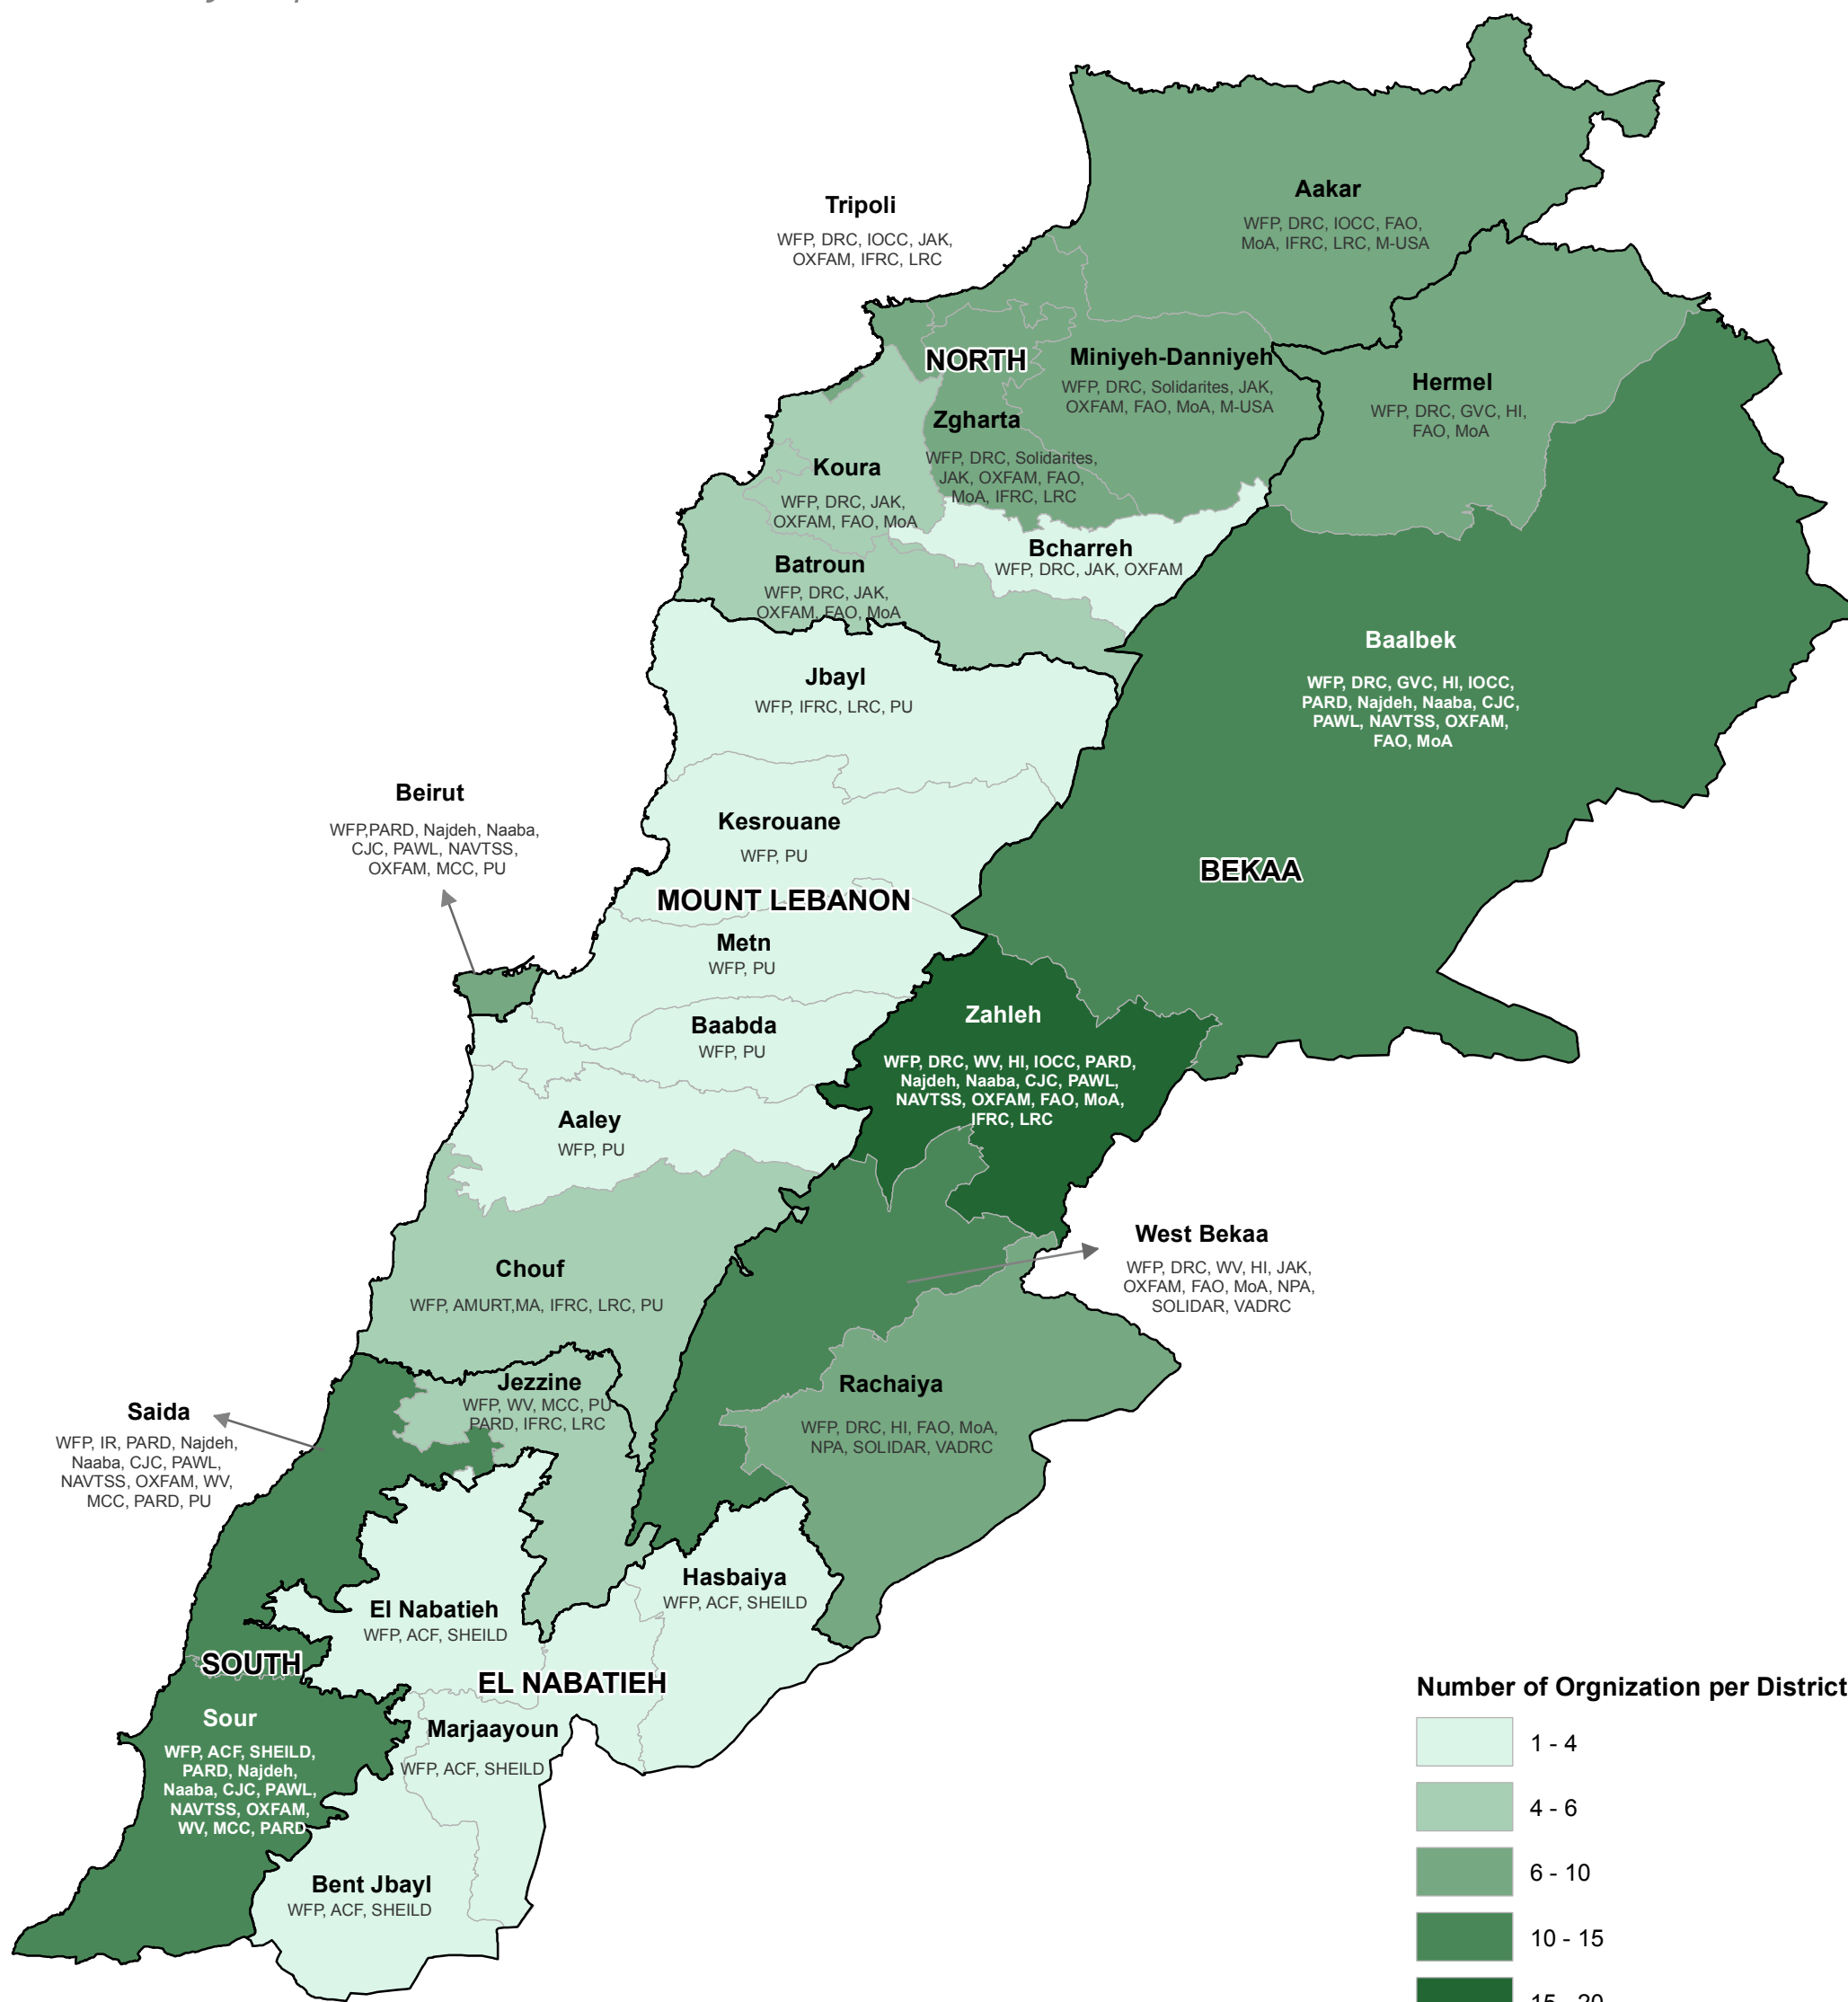 Aakar
WFP, DRC, IOCC, FAO,
MoA, IFRC, LRC, M-USA
Tripoli
WFP, DRC, IOCC, JAK,
OXFAM, IFRC, LRC
NORTH
Miniyeh-Danniyeh
WFP, DRC, Solidarites, JAK,
OXFAM, FAO, MoA, M-USA
Hermel
WFP, DRC, GVC, HI,
FAO, MoA
Zgharta
WFP, DRC, Solidarites,
JAK, OXFAM, FAO,
MoA, IFRC, LRC
Koura
WFP, DRC, JAK,
OXFAM, FAO, MoA
Bcharreh
WFP, DRC, JAK, OXFAM
Batroun
WFP, DRC, JAK,
OXFAM, FAO, MoA
Baalbek
WFP, DRC, GVC, HI, IOCC,
PARD, Najdeh, Naaba, CJC,
PAWL, NAVTSS, OXFAM,
FAO, MoA
Jbayl
WFP, IFRC, LRC, PU
Beirut
WFP,PARD, Najdeh, Naaba,
CJC, PAWL, NAVTSS,
OXFAM, MCC, PU
Kesrouane
WFP, PU
BEKAA
MOUNT LEBANON
Metn
WFP, PU
Baabda
WFP, PU
Zahleh
WFP, DRC, WV, HI, IOCC, PARD,
Najdeh, Naaba, CJC, PAWL,
NAVTSS, OXFAM, FAO, MoA,
IFRC, LRC
Aaley
WFP, PU
West Bekaa
WFP, DRC, WV, HI, JAK,
OXFAM, FAO, MoA, NPA,
SOLIDAR, VADRC
Chouf
WFP, AMURT,MA, IFRC, LRC, PU
Jezzine
WFP, WV, MCC, PU
PARD, IFRC, LRC
Rachaiya
WFP, DRC, HI, FAO, MoA,
NPA, SOLIDAR, VADRC
Saida
WFP, IR, PARD, Najdeh,
Naaba, CJC, PAWL,
NAVTSS, OXFAM, WV,
MCC, PARD, PU
Hasbaiya
WFP, ACF, SHEILD
El Nabatieh
WFP, ACF, SHEILD
SOUTH
EL NABATIEH
Sour
WFP, ACF, SHEILD,
PARD, Najdeh,
Naaba, CJC, PAWL,
NAVTSS, OXFAM,
WV, MCC, PARD
Marjaayoun
WFP, ACF, SHEILD
Bent Jbayl
WFP, ACF, SHEILD
Number of Orgnization per District
1 - 4
4 - 6
6 - 10
10 - 15
15 - 20